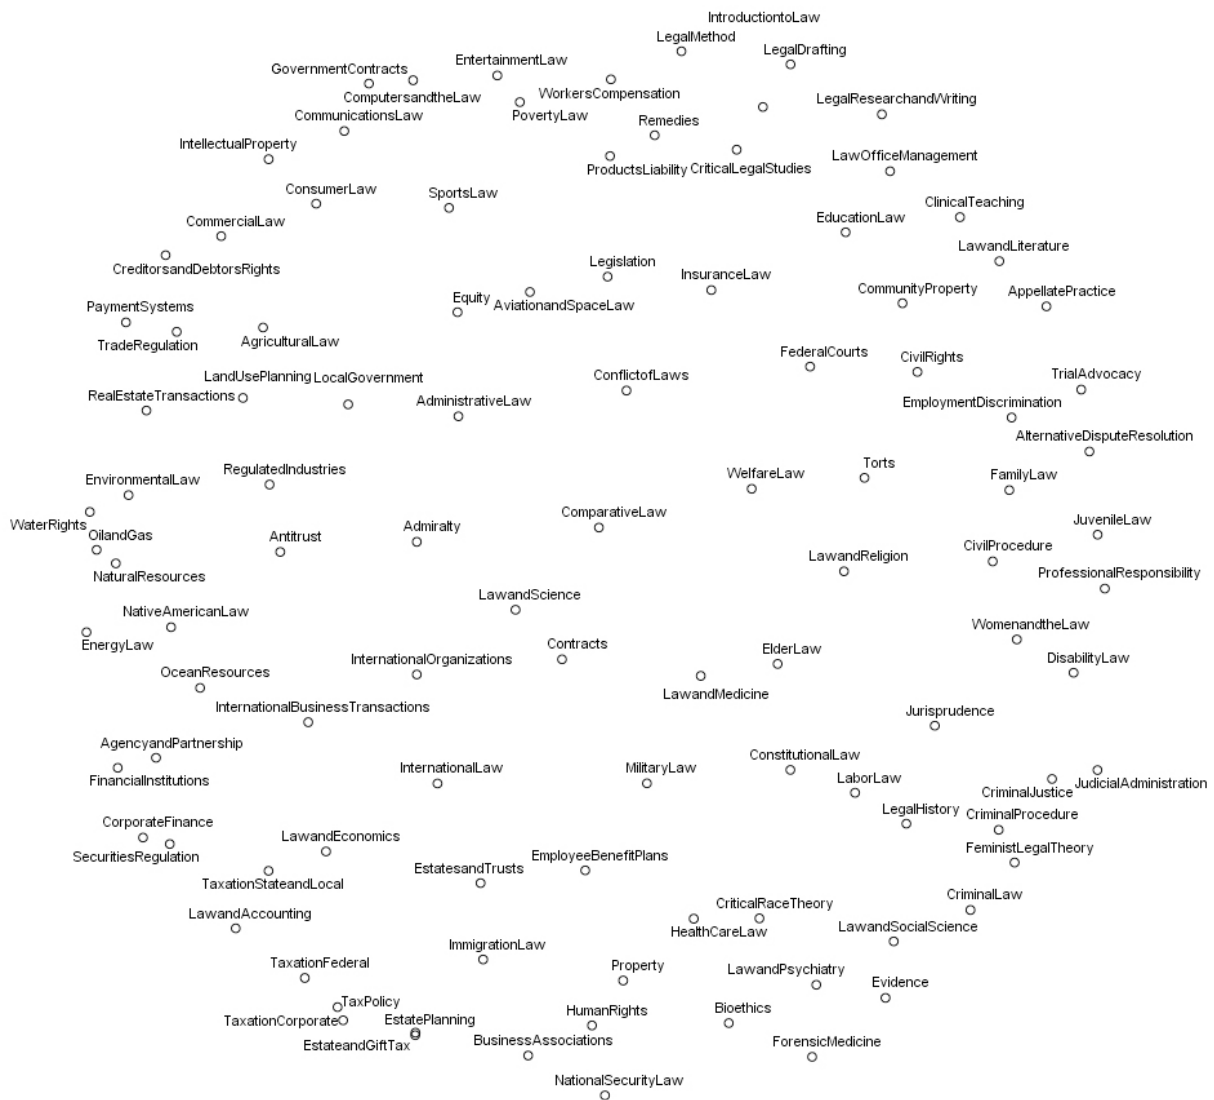 IntroductiontoLaw
LegalMethod
LegalDrafting
EntertainmentLaw
GovernmentContracts
ComputersandtheLaw
WorkersCompensation
LegalResearchandWriting
CommunicationsLaw
PovertyLaw
Remedies
IntellectualProperty
ProductsLiability
CriticalLegalStudies
LawOfficeManagement
ConsumerLaw
SportsLaw
ClinicalTeaching
CommercialLaw
EducationLaw
LawandLiterature
CreditorsandDebtorsRights
Legislation
InsuranceLaw
CommunityProperty
AppellatePractice
PaymentSystems
Equity
AviationandSpaceLaw
TradeRegulation
AgriculturalLaw
FederalCourts
CivilRights
LandUsePlanning
LocalGovernment
ConflictofLaws
TrialAdvocacy
RealEstateTransactions
AdministrativeLaw
EmploymentDiscrimination
AlternativeDisputeResolution
RegulatedIndustries
Torts
EnvironmentalLaw
WelfareLaw
FamilyLaw
WaterRights
OilandGas
Antitrust
Admiralty
ComparativeLaw
JuvenileLaw
NaturalResources
LawandReligion
CivilProcedure
ProfessionalResponsibility
LawandScience
NativeAmericanLaw
WomenandtheLaw
EnergyLaw
InternationalOrganizations
Contracts
ElderLaw
DisabilityLaw
OceanResources
LawandMedicine
InternationalBusinessTransactions
Jurisprudence
AgencyandPartnership
FinancialInstitutions
InternationalLaw
MilitaryLaw
ConstitutionalLaw
LaborLaw
CriminalJustice
JudicialAdministration
CorporateFinance
LegalHistory
CriminalProcedure
SecuritiesRegulation
LawandEconomics
EmployeeBenefitPlans
FeministLegalTheory
TaxationStateandLocal
EstatesandTrusts
CriminalLaw
LawandAccounting
CriticalRaceTheory
HealthCareLaw
LawandSocialScience
ImmigrationLaw
TaxationFederal
Property
LawandPsychiatry
Evidence
TaxPolicy
TaxationCorporate
EstatePlanning
HumanRights
Bioethics
EstateandGiftTax
BusinessAssociations
ForensicMedicine
NationalSecurityLaw